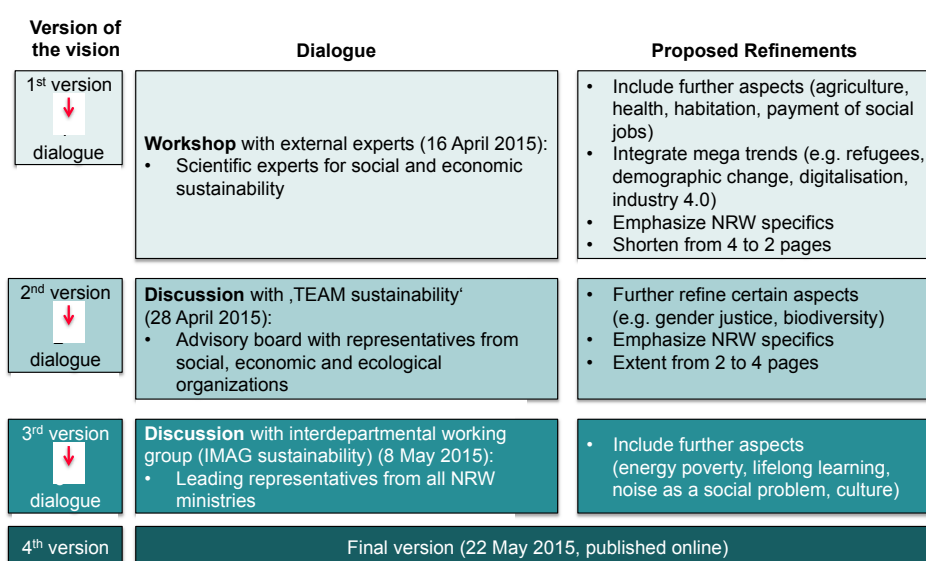 Version of
the vision
Dialogue
Proposed Refinements
1st version
dialogue
Workshop with external experts (16 April 2015):
• Scientific experts for social and economic
sustainability
• Include further aspects (agriculture,
health, habitation, payment of social
jobs)
• Integrate mega trends (e.g. refugees,
demographic change, digitalisation,
industry 4.0)
• Emphasize NRW specifics
• Shorten from 4 to 2 pages
2nd version
dialogue
Discussion with ‚TEAM sustainability‘
(28 April 2015):
• Advisory board with representatives from
social, economic and ecological
organizations
• Further refine certain aspects
(e.g. gender justice, biodiversity)
• Emphasize NRW specifics
• Extent from 2 to 4 pages
3rd version
dialogue
Discussion with interdepartmental working
group (IMAG sustainability) (8 May 2015):
• Leading representatives from all NRW
ministries
• Include further aspects
(energy poverty, lifelong learning,
noise as a social problem, culture)
4th version
Final version (22 May 2015, published online)